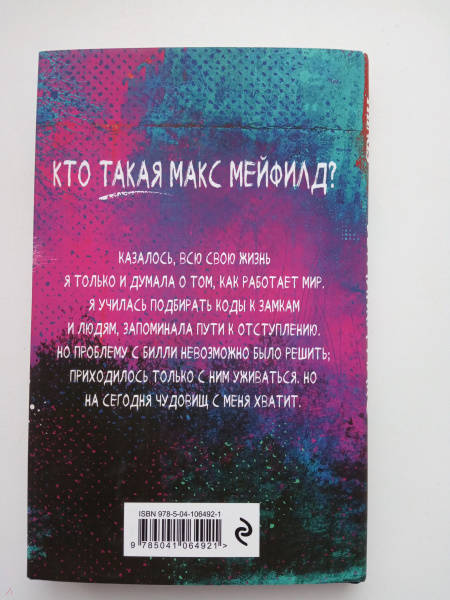 КТО ТАКАЯ МАКС МЕЙФИЛД?
КАЗАЛОСЬ, ВСЮ СВОЮ ЖИЗНЬ
Я ТОЛЬКО И ДУМАЛА О ТОМ, КАК РАБОТАЕТ МИР.
Я УЧИЛАСЬ ПОДБИРАТЬ КОДЫ К ЗАМКАМ
И ЛЮДЯМ, ЗАПОМИНАЛА ПУТИ К ОТСТУПЛЕНИЮ.
НО ПРОБЛЕМУ С БИЛЛИ НЕВОЗМОЖНО БЫЛО РЕШИТЬ;
ПРИХОДИЛОСЬ ТОЛЬКО С НИМ УЖИВАТЬСЯ. НО
НА СЕГОДНЯ ЧУДОВИЩ С МЕНЯ ХВАТИТ.
ISBN 978-5-04-106492-1
9 785041 064921 >